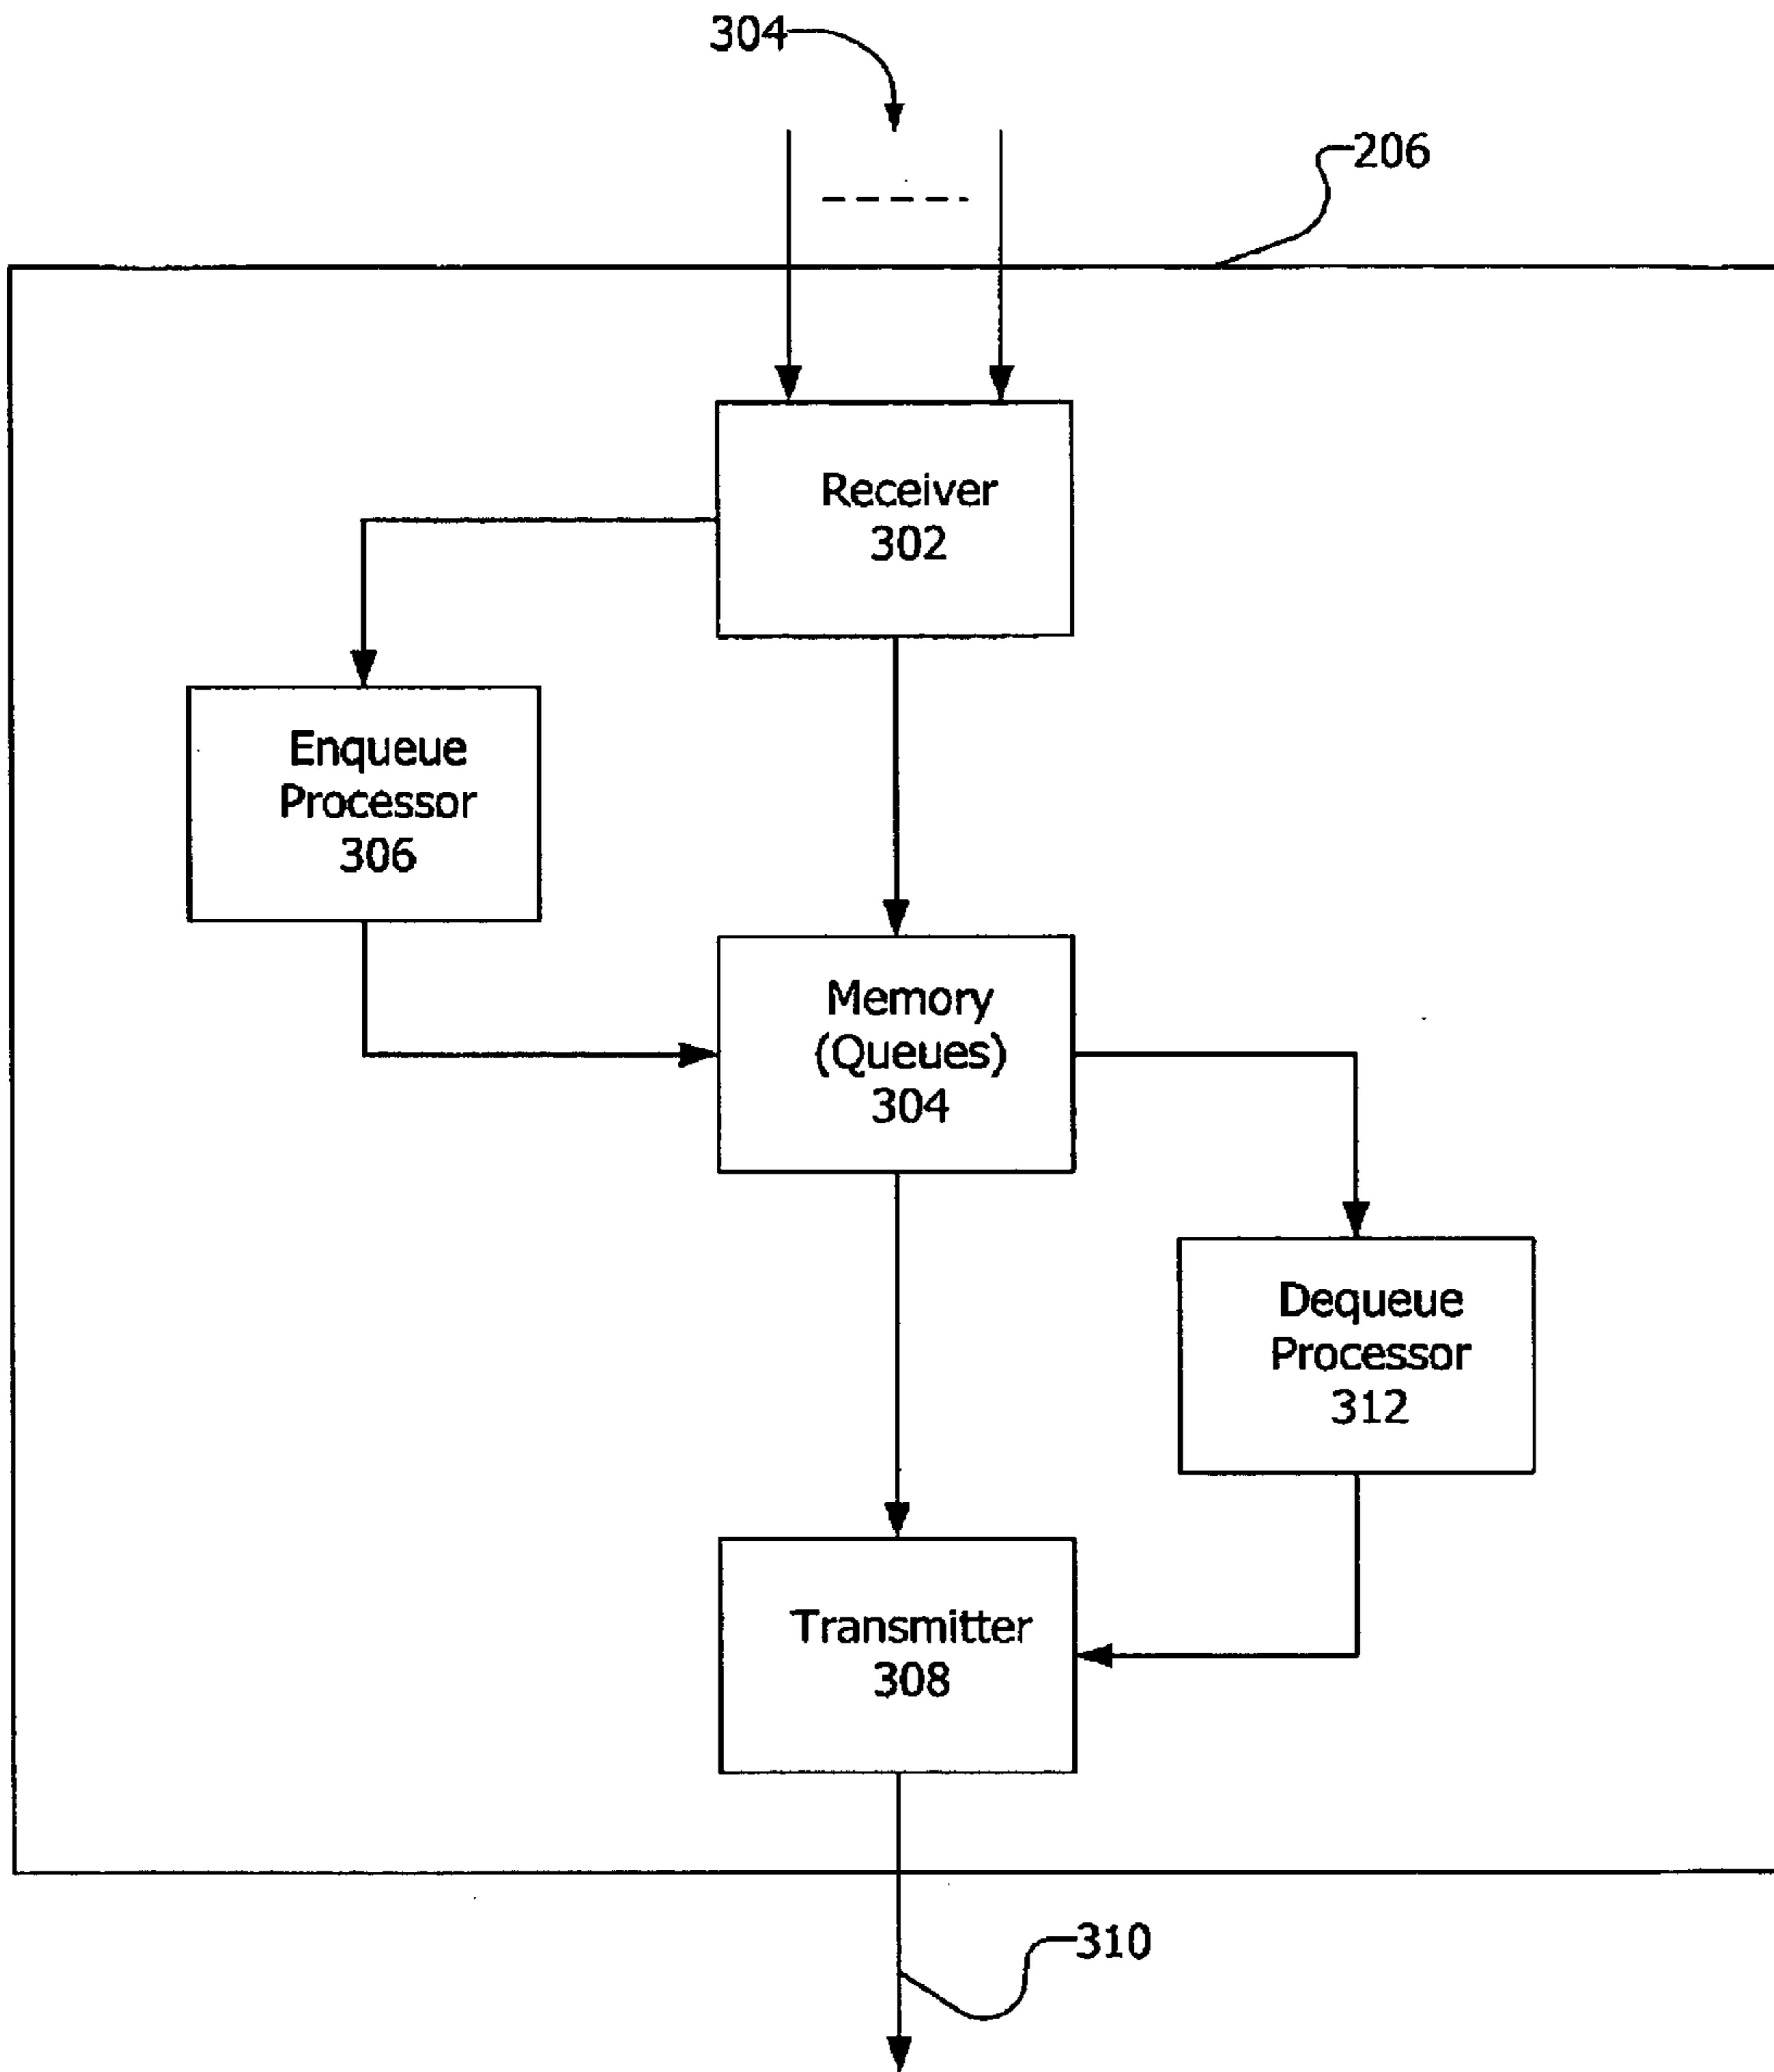 304
206
Receiver
302
Enqueue
Processor
306
Memory
(Queues)
304
Dequeue
Processor
312
Transmitter
308
310